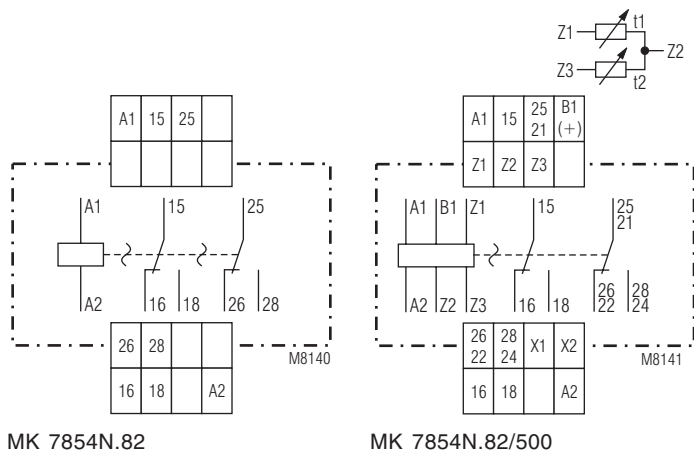 Z1 t1
Z2
Z3 t2
A1 15 25
A1 15 25 21 B1 (+)
Z1 Z2 Z3
A1 15 25
A2 16 18 26 28
A1 B1 Z1 15 25 21
A2 Z2 Z3 16 18 26 22 28 24
26 28
16 18 A2
M8140
26 22 28 24 X1 X2
16 18 A2
M8141
MK 7854N.82
MK 7854N.82/500